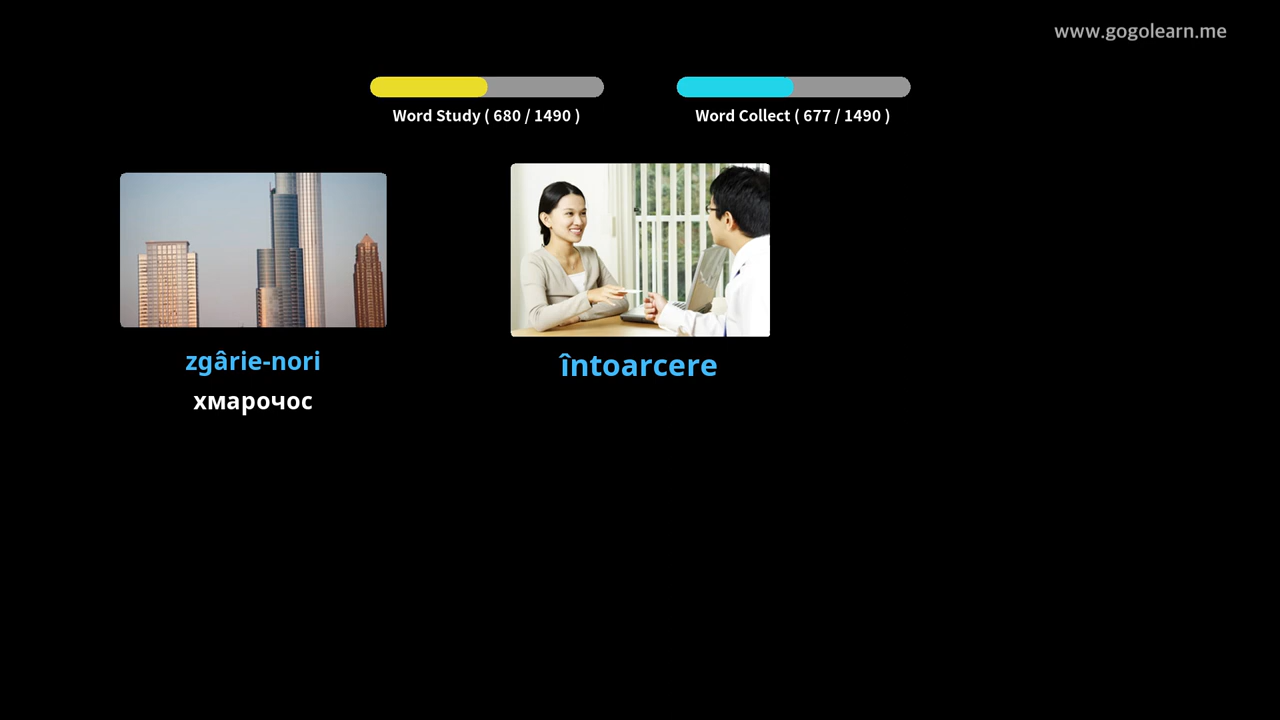 www.gogolearn.me
Word Study ( 680 / 1490 )
Word Collect ( 677 / 1490 )
zgârie-nori
хмарочос
întoarcere